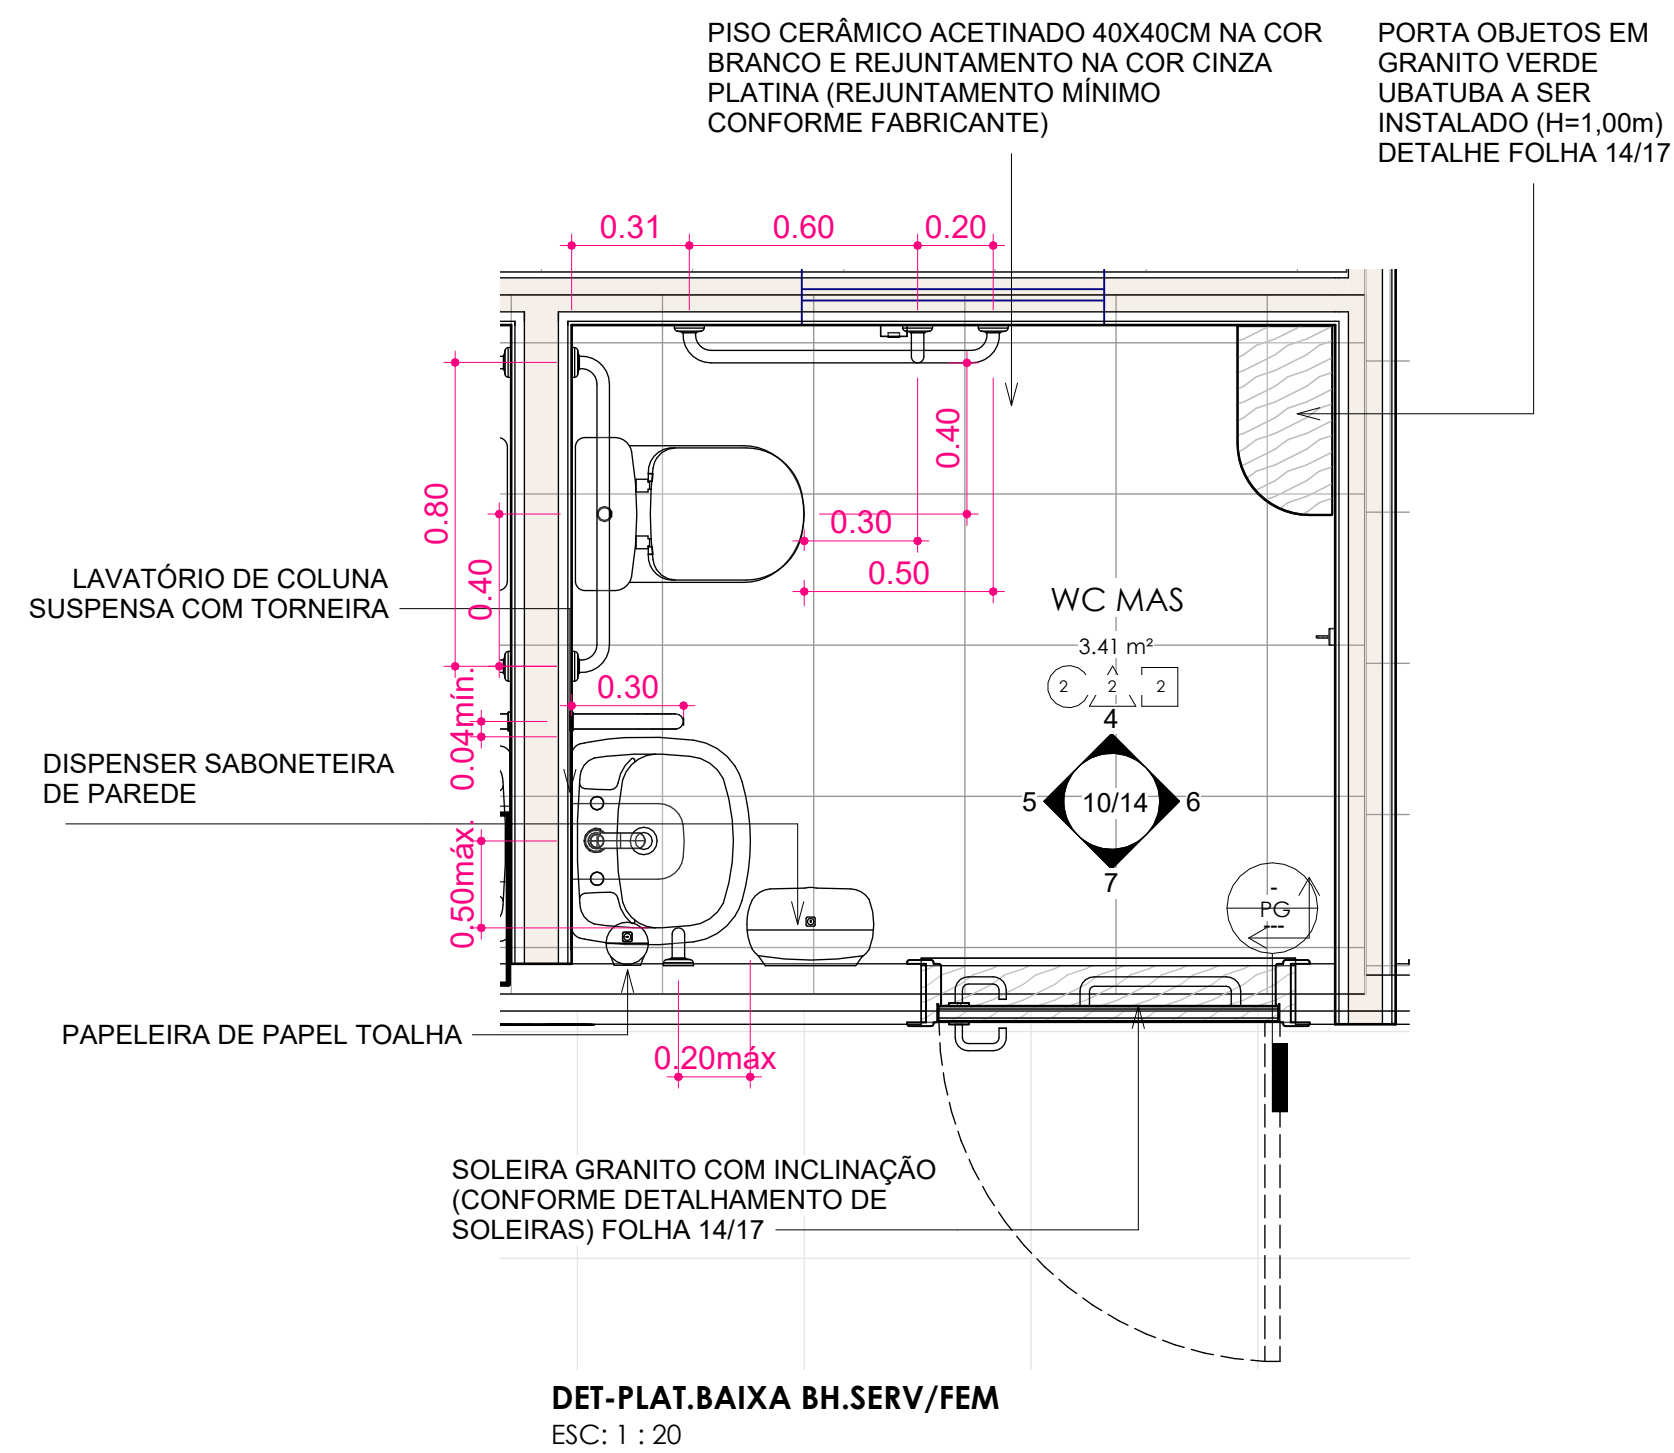 PISO CERÂMICO ACETINADO 40X40CM NA COR
BRANCO E REJUNTAMENTO NA COR CINZA
PLATINA (REJUNTAMENTO MÍNIMO
CONFORME FABRICANTE)
PORTA OBJETOS EM
GRANITO VERDE
UBATUBA A SER
INSTALADO (H=1,00m)
DETALHE FOLHA 14/17
0.31
0.60
0.20
0.40
0.80
0.30
0.50
0.40
LAVATÓRIO DE COLUNA
SUSPENSA COM TORNEIRA
WC MAS
3.41 m²
2
2
2
0.30
0.04mín.
4
5
10/14
6
7
DISPENSER SABONETEIRA
DE PAREDE
0.50máx.
-
PG
---
PAPELEIRA DE PAPEL TOALHA
0.20máx
SOLEIRA GRANITO COM INCLINAÇÃO
(CONFORME DETALHAMENTO DE
SOLEIRAS) FOLHA 14/17
DET-PLAT.BAIXA BH.SERV/FEM
ESC: 1 : 20